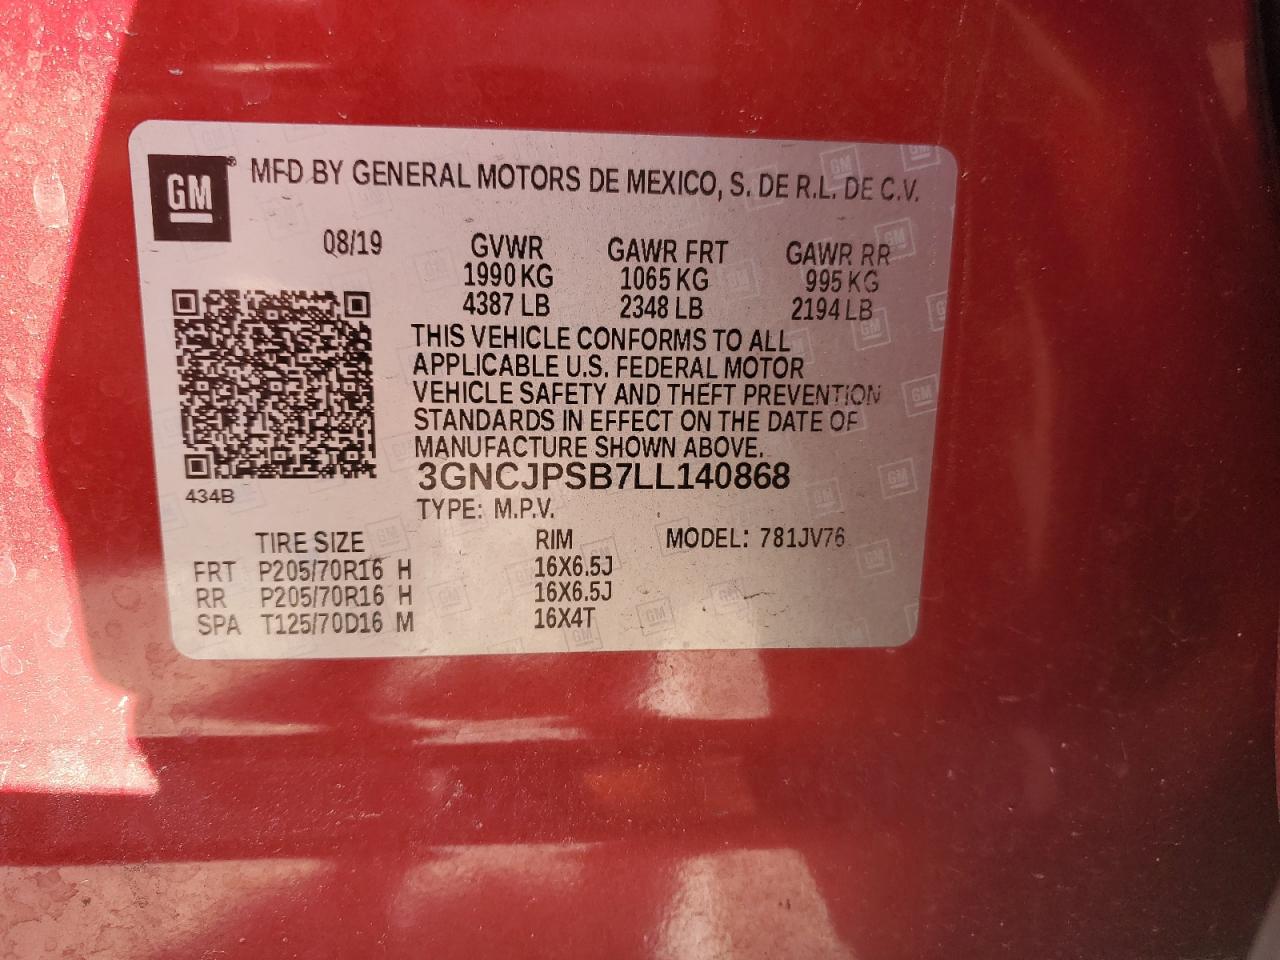 GM ® MFD BY GENERAL MOTORS DE MEXICO, S. DE R.L. DE C.V.
08/19 GVWR GAWR FRT GAWR RR
1990 KG 1065 KG 995 KG
4387 LB 2348 LB 2194 LB
THIS VEHICLE CONFORMS TO ALL
APPLICABLE U.S. FEDERAL MOTOR
VEHICLE SAFETY AND THEFT PREVENTION
STANDARDS IN EFFECT ON THE DATE OF
MANUFACTURE SHOWN ABOVE.
3GNCJPSB7LL140868
434B
TYPE: M.P.V.
TIRE SIZE RIM MODEL: 781JV76
FRT P205/70R16 H 16X6.5J
RR P205/70R16 H 16X6.5J
SPA T125/70D16 M 16X4T